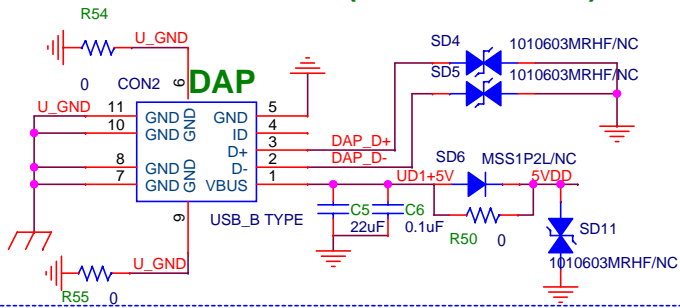 R54
U_GND
SD4
1010603MRHF/NC
SD5
1010603MRHF/NC
0
CON2
6
DAP
U_GND
11
GND
GND
GND
5
10
GND
ID
4
D+
3
DAP_D+
8
GND
D-
2
DAP_D-
7
GND
GND
VBUS
1
SD6
MSS1P2L/NC
UD1+5V
5VDD
9
USB_B TYPE
C5
C6
22uF
0.1uF
R50
0
SD11
U_GND
1010603MRHF/NC
R55
0